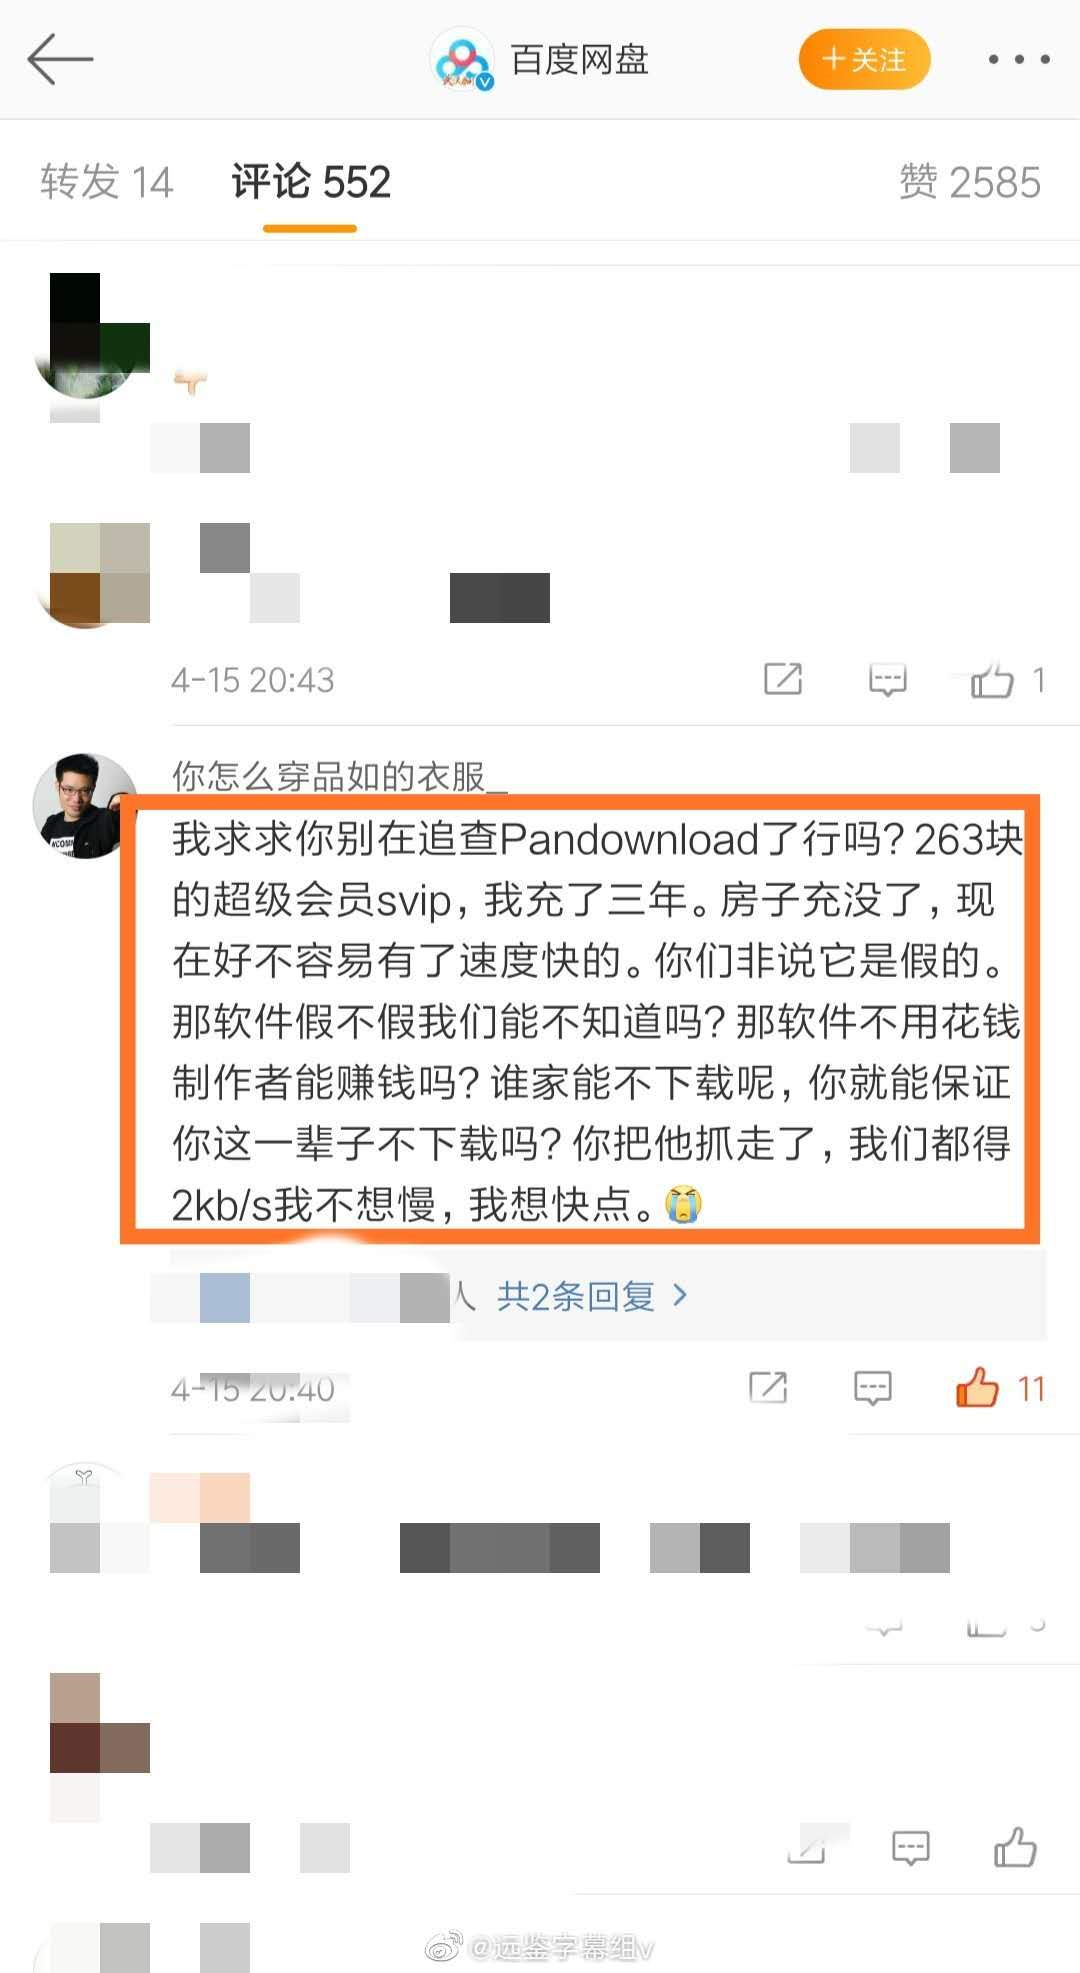 百度网盘
+关注
转发 14
评论 552
赞 2585
4-15 20:43
1
你怎么穿品如的衣服_
我求求你别在追查Pandownload了行吗? 263块
的超级会员svip, 我充了三年。房子充没了, 现
在好不容易有了速度快的。你们非说它是假的。
那软件假不假我们能不知道吗? 那软件不用花钱
制作者能赚钱吗? 谁家能不下载呢, 你就能保证
你这一辈子不下载吗? 你把他抓走了, 我们都得
2kb/s我不想慢, 我想快点。😭
人 共2条回复 >
4-15 20:40
11
@远鉴字幕组v